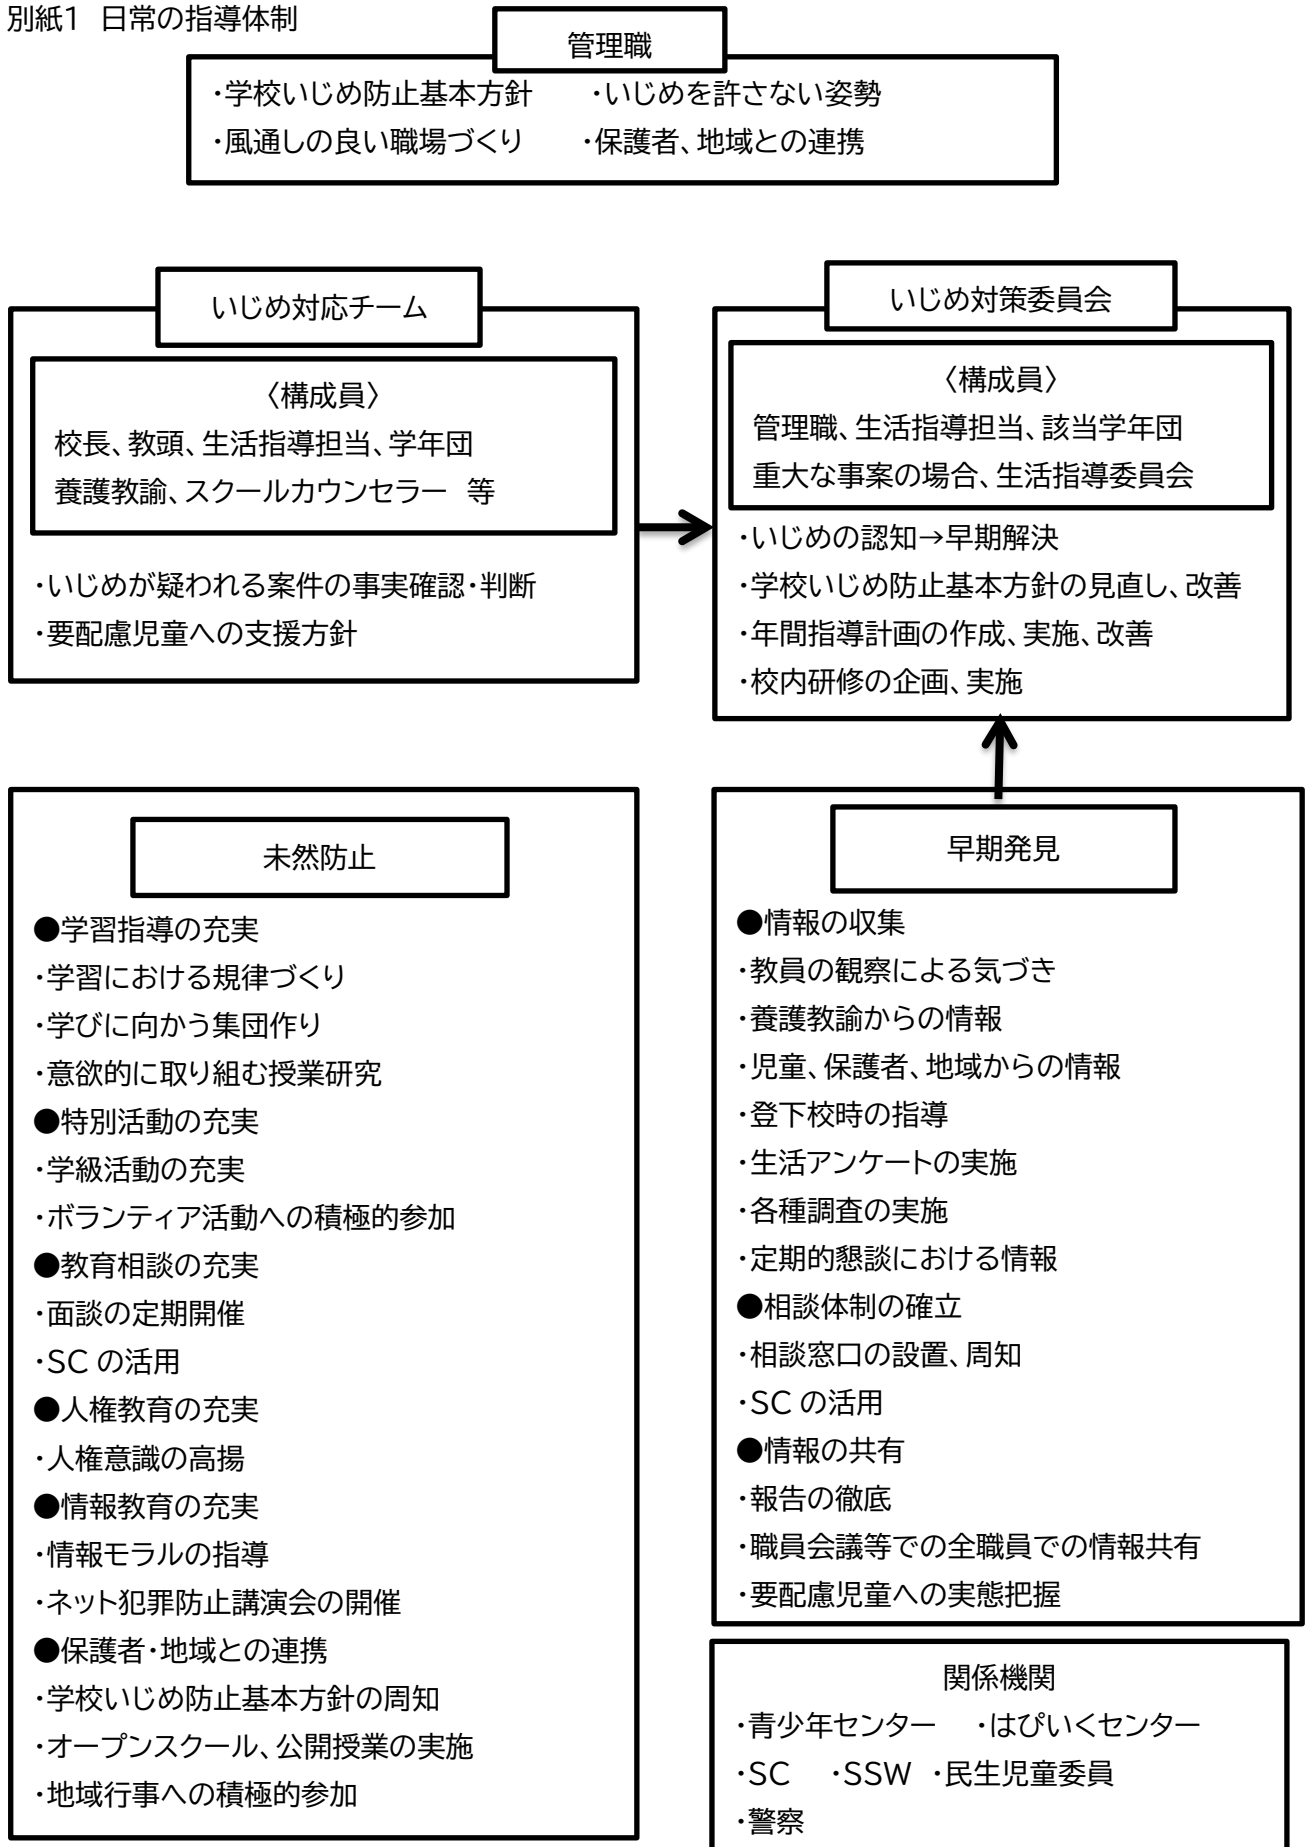 別紙1　日常の指導体制
管理職
・学校いじめ防止基本方針　　・いじめを許さない姿勢
・風通しの良い職場づくり　　・保護者、地域との連携
いじめ対応チーム
〈構成員〉
校長、教頭、生活指導担当、学年団
養護教諭、スクールカウンセラー　等
・いじめが疑われる案件の事実確認・判断
・要配慮児童への支援方針
いじめ対策委員会
〈構成員〉
管理職、生活指導担当、該当学年団
重大な事案の場合、生活指導委員会
・いじめの認知→早期解決
・学校いじめ防止基本方針の見直し、改善
・年間指導計画の作成、実施、改善
・校内研修の企画、実施
未然防止
●学習指導の充実
・学習における規律づくり
・学びに向かう集団作り
・意欲的に取り組む授業研究
●特別活動の充実
・学級活動の充実
・ボランティア活動への積極的参加
●教育相談の充実
・面談の定期開催
・SC の活用
●人権教育の充実
・人権意識の高揚
●情報教育の充実
・情報モラルの指導
・ネット犯罪防止講演会の開催
●保護者・地域との連携
・学校いじめ防止基本方針の周知
・オープンスクール、公開授業の実施
・地域行事への積極的参加
早期発見
●情報の収集
・教員の観察による気づき
・養護教諭からの情報
・児童、保護者、地域からの情報
・登下校時の指導
・生活アンケートの実施
・各種調査の実施
・定期的懇談における情報
●相談体制の確立
・相談窓口の設置、周知
・SC の活用
●情報の共有
・報告の徹底
・職員会議等での全職員での情報共有
・要配慮児童への実態把握
関係機関
・青少年センター　・はぴいくセンター
・SC　・SSW　・民生児童委員
・警察